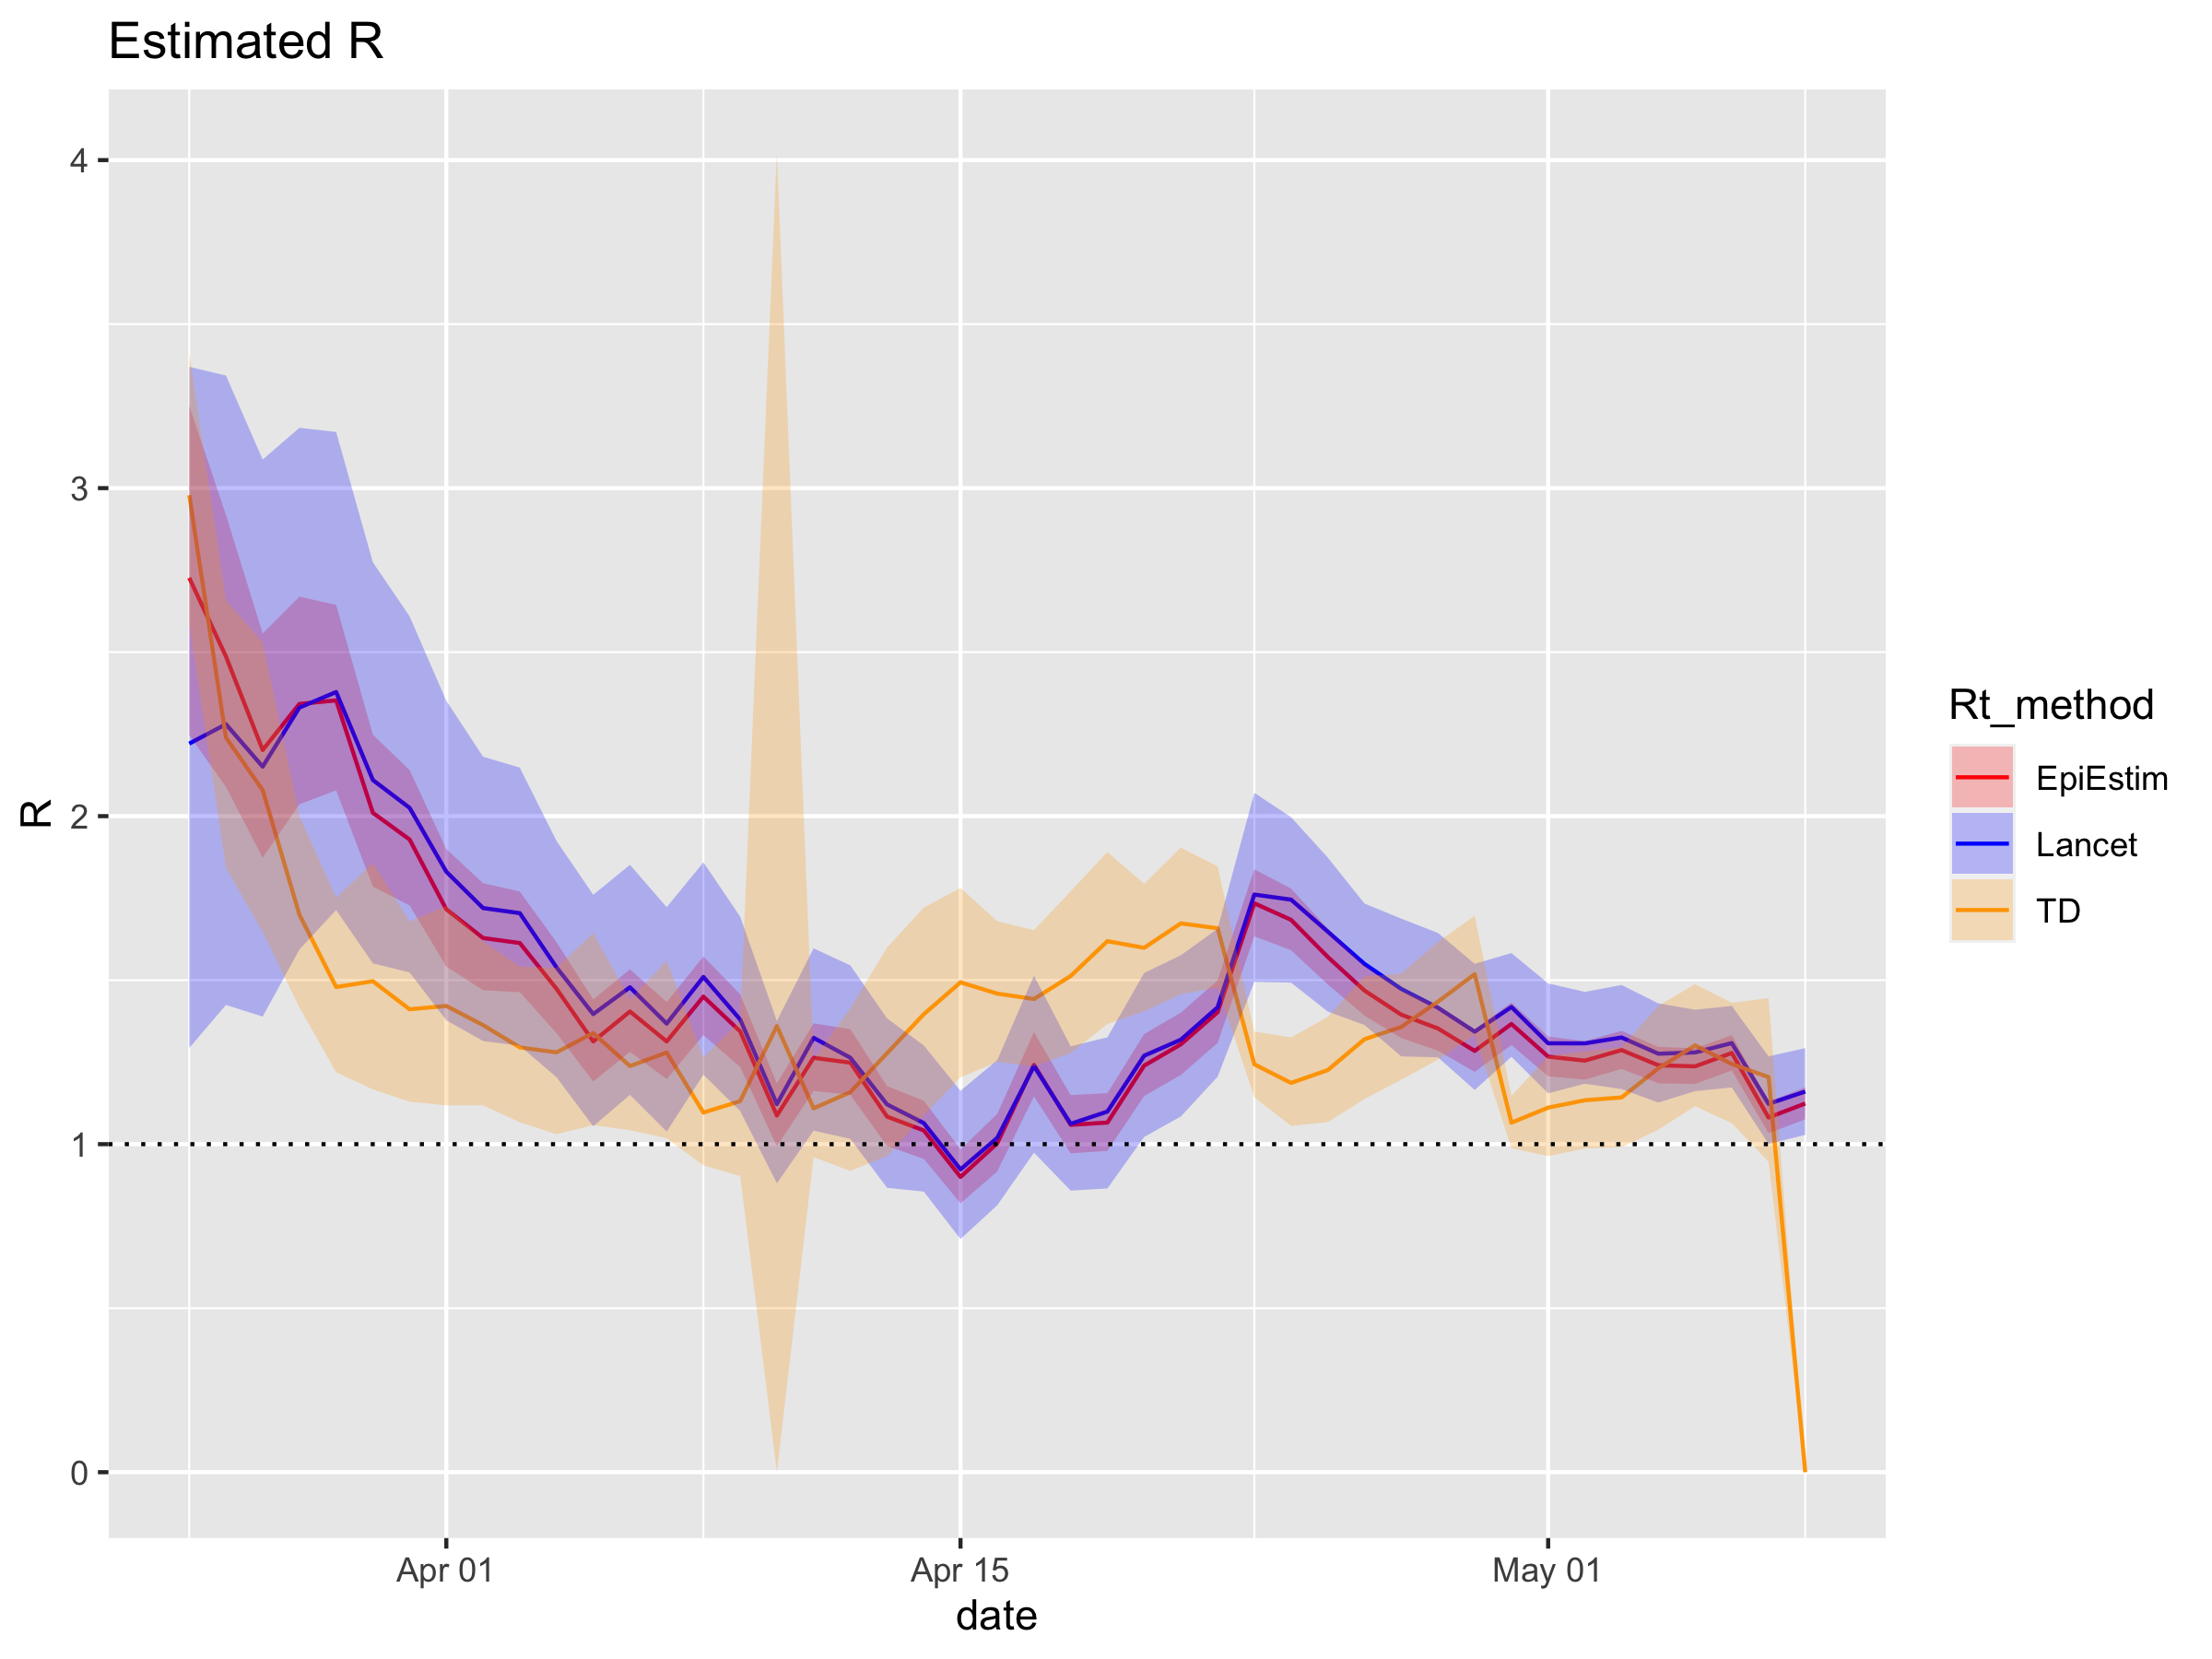 Estimated R
4
3
2
1
0
R
Apr 01
Apr 15
May 01
date
Rt_method
EpiEstim
Lancet
TD